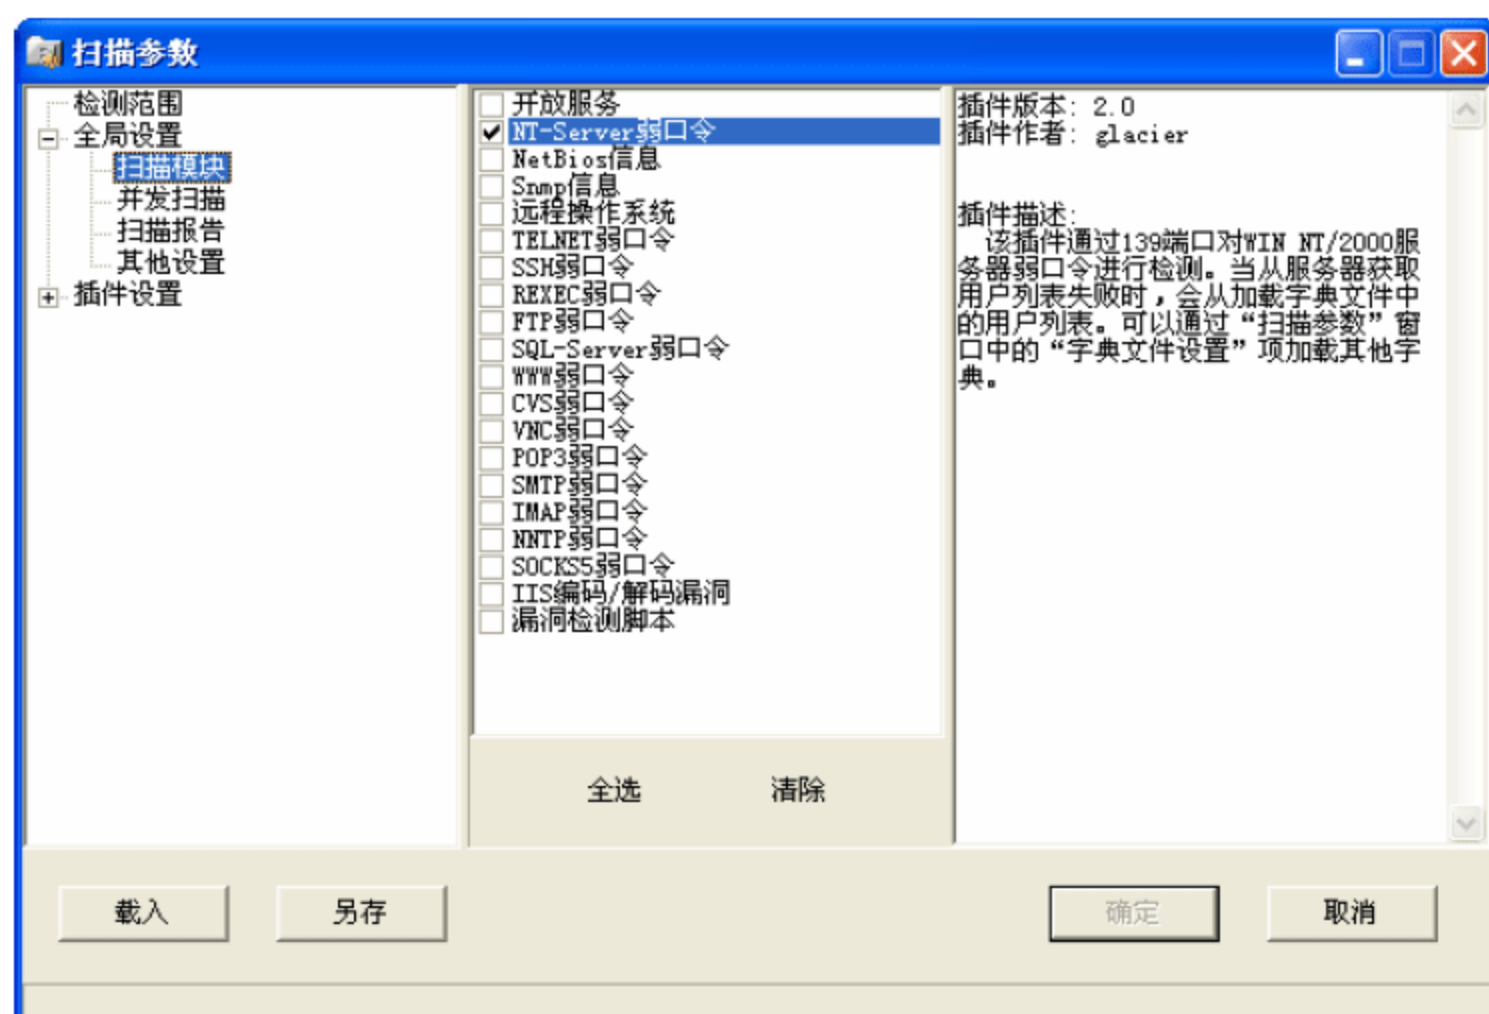 扫描参数
检测范围
全局设置
扫描模块
并发扫描
扫描报告
其他设置
插件设置
开放服务
NT-Server弱口令
NetBios信息
Snmp信息
远程操作系统
TELNET弱口令
SSH弱口令
REXEC弱口令
FTP弱口令
SQL-Server弱口令
WWW弱口令
CVS弱口令
VNC弱口令
POP3弱口令
SMTP弱口令
IMAP弱口令
NNTP弱口令
SOCKS5弱口令
IIS编码/解码漏洞
漏洞检测脚本
全选 清除
插件版本: 2.0
插件作者: glacier
插件描述:
该插件通过139端口对WIN NT/2000服
务器弱口令进行检测。当从服务器获取
用户列表失败时，会从加载字典文件中
的用户列表。可以通过“扫描参数”窗
口中的“字典文件设置”项加载其他字
典。
载入 另存 确定 取消